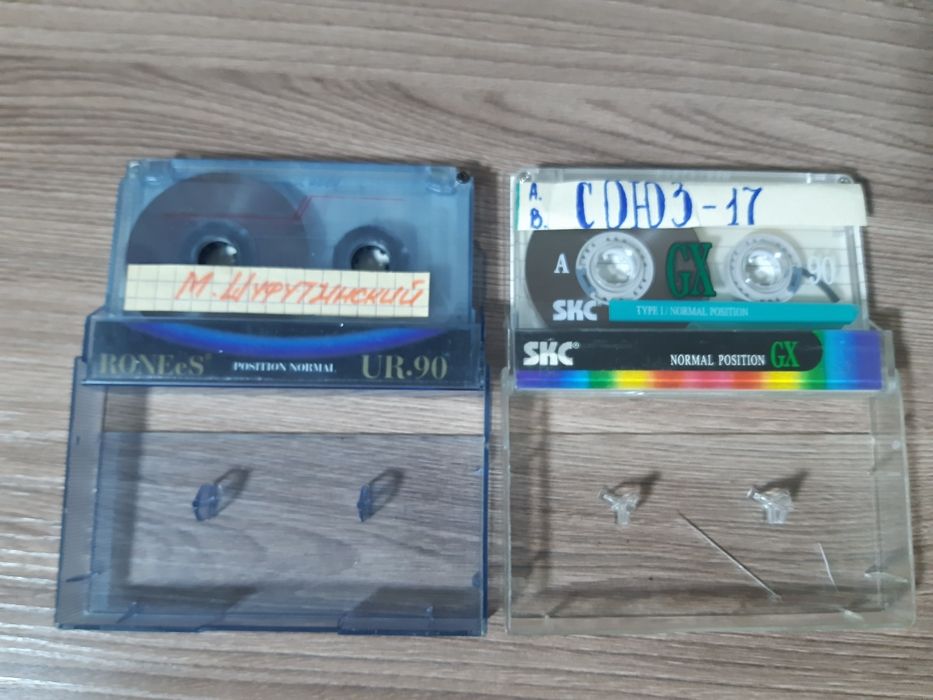 М. Шуфутинский
RONEeS® POSITION NORMAL UR•90
A.
B.
СОЮЗ-17
A GX 90
SKC TYPE I / NORMAL POSITION
SKC® NORMAL POSITION GX